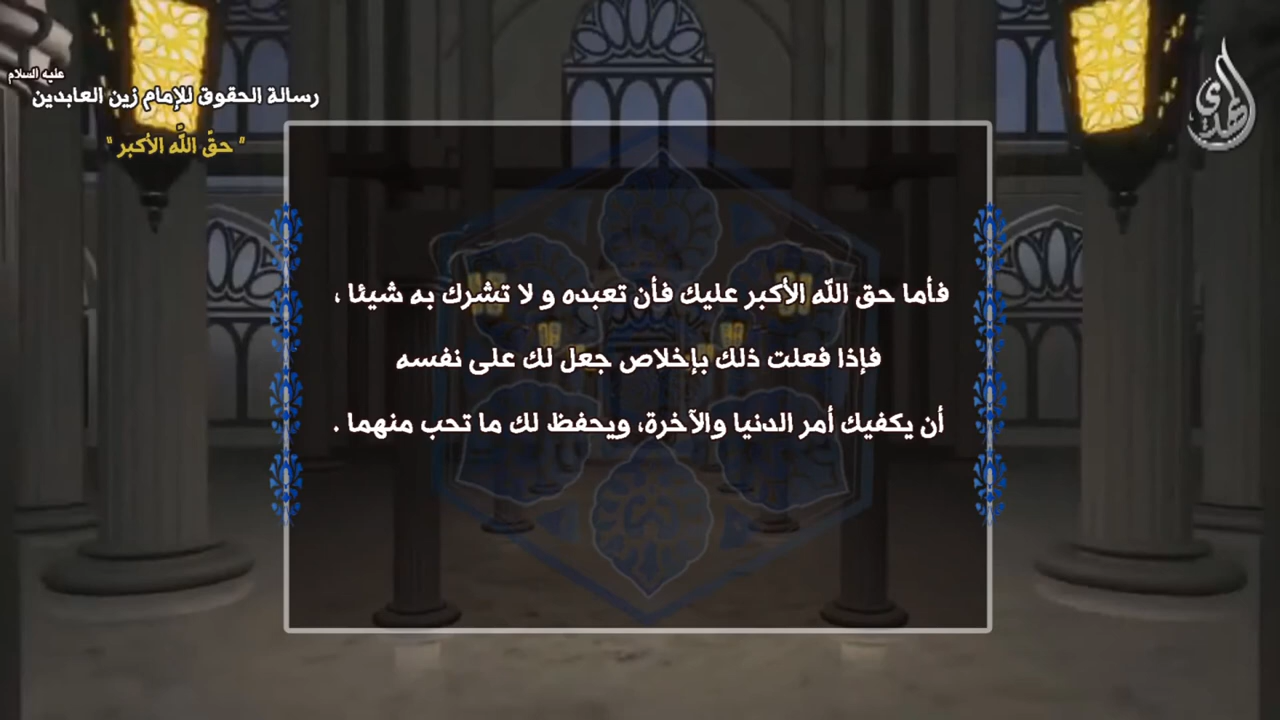 عليه السلام
رسالة الحقوق للإمام زين العابدين
" حقُّ اللَّه الأكبر "
الهدى
فأما حق اللّه الأكبر عليك فأن تعبده و لا تشرك به شيئا ،
فإذا فعلت ذلك بإخلاص جعل لك على نفسه
أن يكفيك أمر الدنيا والآخرة، ويحفظ لك ما تحب منهما .